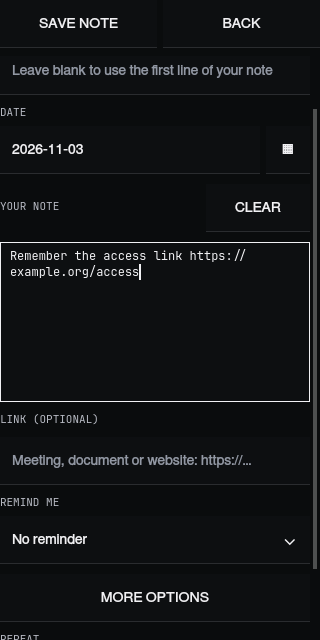 SAVE NOTE
BACK
Leave blank to use the first line of your note
DATE
2026-11-03
YOUR NOTE
CLEAR
Remember the access link https://
example.org/access
LINK (OPTIONAL)
Meeting, document or website: https://...
REMIND ME
No reminder
MORE OPTIONS
REPEAT